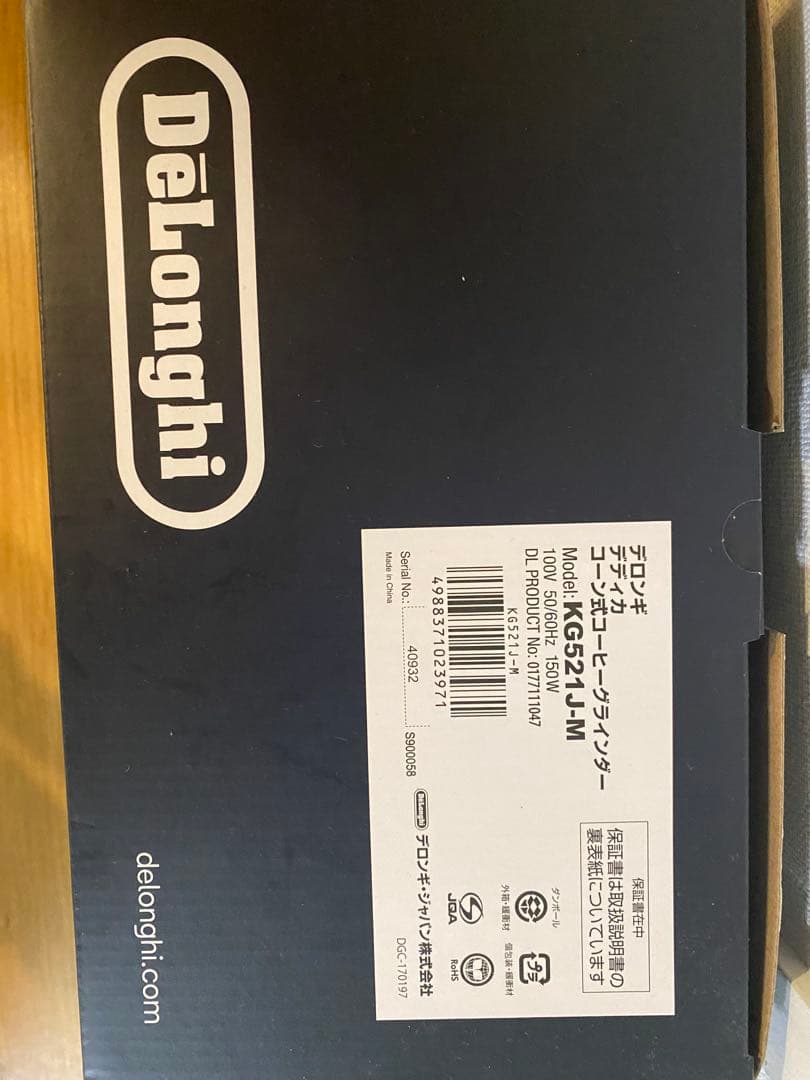 DēLonghi
デロンギ
デディカ
コーン式コーヒーグラインダー
Model: KG521J-M
100V 50/60Hz 150W
DL PRODUCT No: 0177111047
KG521J-M
4988371023971
Serial No.: 40932 S900058
Made in China
保証書在中
保証書は取扱説明書の
裏表紙についています
ダンボール
外箱・緩衝材
プラ
個包装・緩衝材
JQA
RoHS
DeLonghi デロンギ・ジャパン株式会社
DGC-170197
delonghi.com